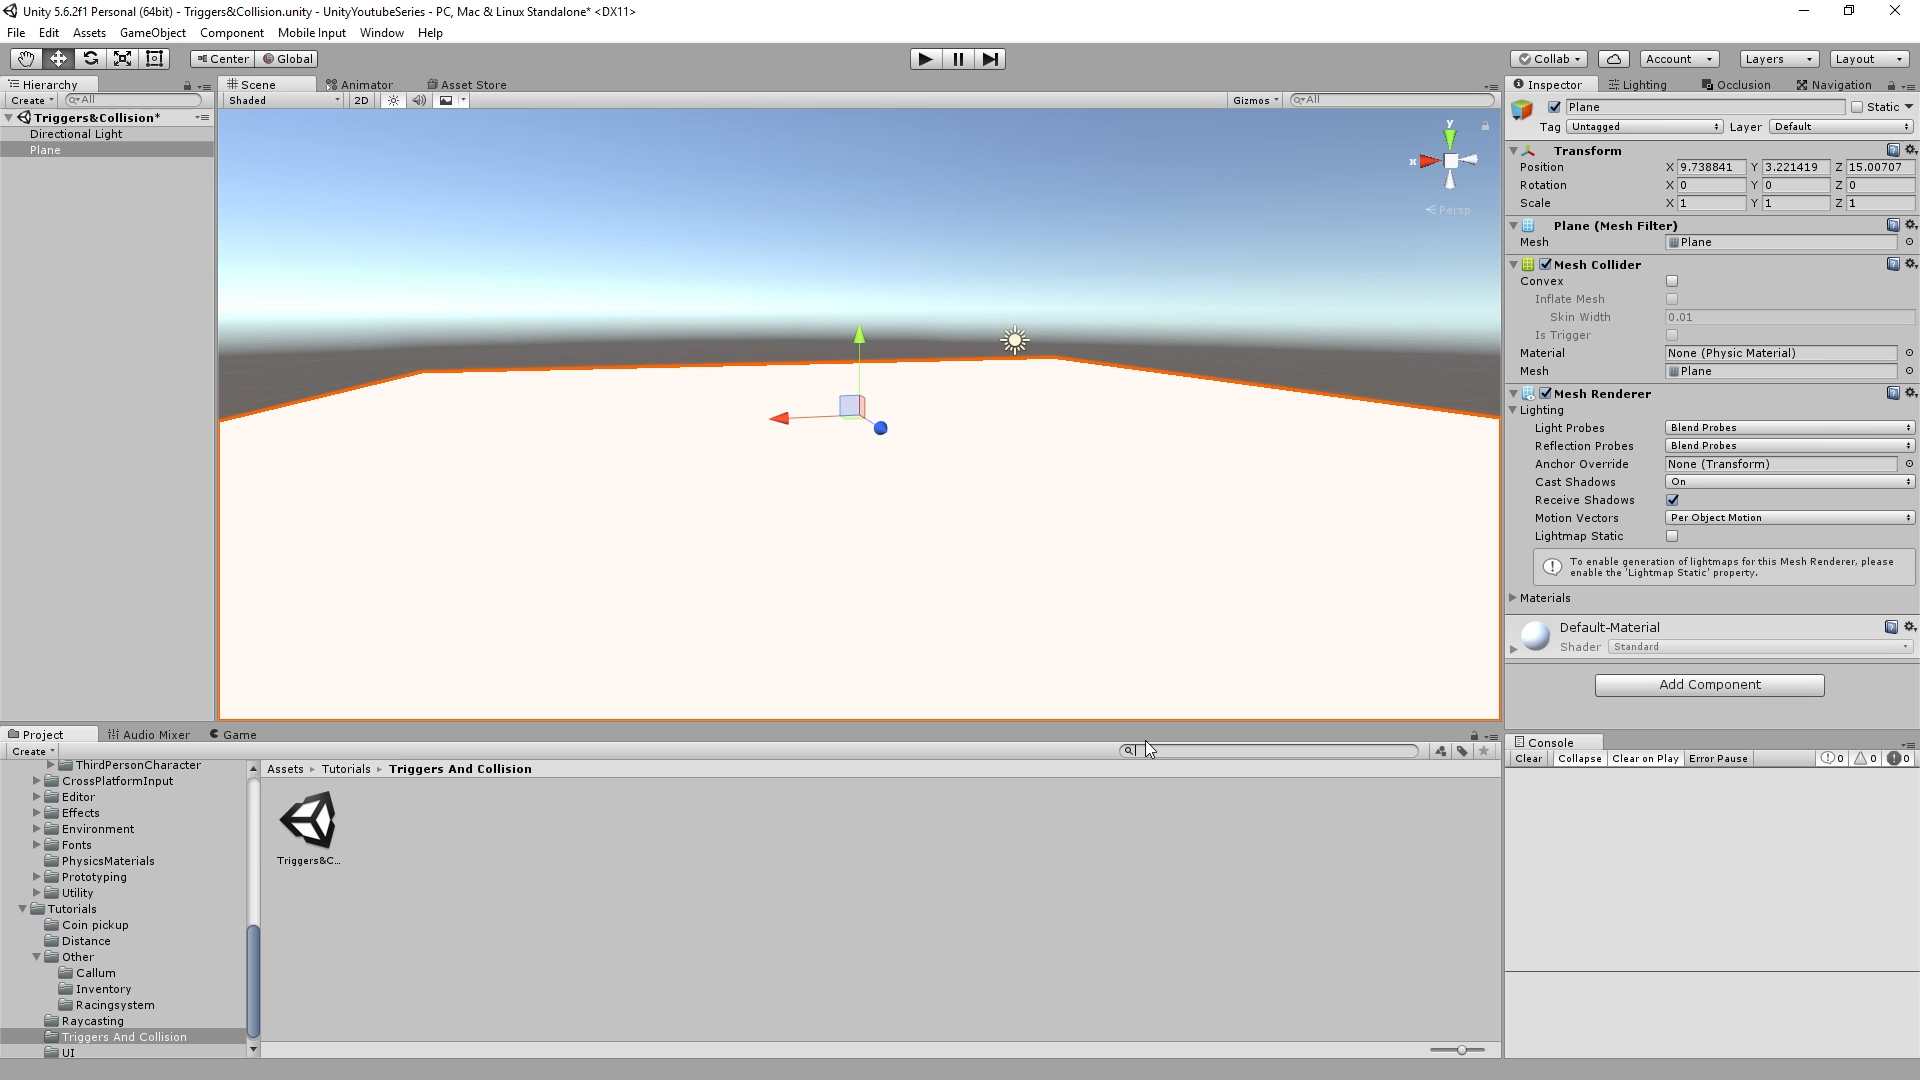 Unity 5.6.2f1 Personal (64bit) - Triggers&Collision.unity - UnityYoutubeSeries - PC, Mac & Linux Standalone* <DX11>
File Edit Assets GameObject Component Mobile Input Window Help
Center Global Collab Account Layers Layout
Hierarchy Scene Animator Asset Store Inspector Lighting Occlusion Navigation
Create All Shaded 2D Gizmos All
Triggers&Collision*
Directional Light
Plane
y
x
Persp
Plane Static
Tag Untagged Layer Default
Transform
Position X 9.738841 Y 3.221419 Z 15.00707
Rotation X 0 Y 0 Z 0
Scale X 1 Y 1 Z 1
Plane (Mesh Filter)
Mesh Plane
Mesh Collider
Convex
Inflate Mesh
Skin Width 0.01
Is Trigger
Material None (Physic Material)
Mesh Plane
Mesh Renderer
Lighting
Light Probes Blend Probes
Reflection Probes Blend Probes
Anchor Override None (Transform)
Cast Shadows On
Receive Shadows
Motion Vectors Per Object Motion
Lightmap Static
To enable generation of lightmaps for this Mesh Renderer, please
enable the 'Lightmap Static' property.
Materials
Default-Material
Shader Standard
Add Component
Project Audio Mixer Game
Create
ThirdPersonCharacter
CrossPlatformInput
Editor
Effects
Environment
Fonts
PhysicsMaterials
Prototyping
Utility
Tutorials
Coin pickup
Distance
Other
Callum
Inventory
Racingsystem
Raycasting
Triggers And Collision
UI
Assets Tutorials Triggers And Collision
Triggers&C...
Console
Clear Collapse Clear on Play Error Pause 0 0 0